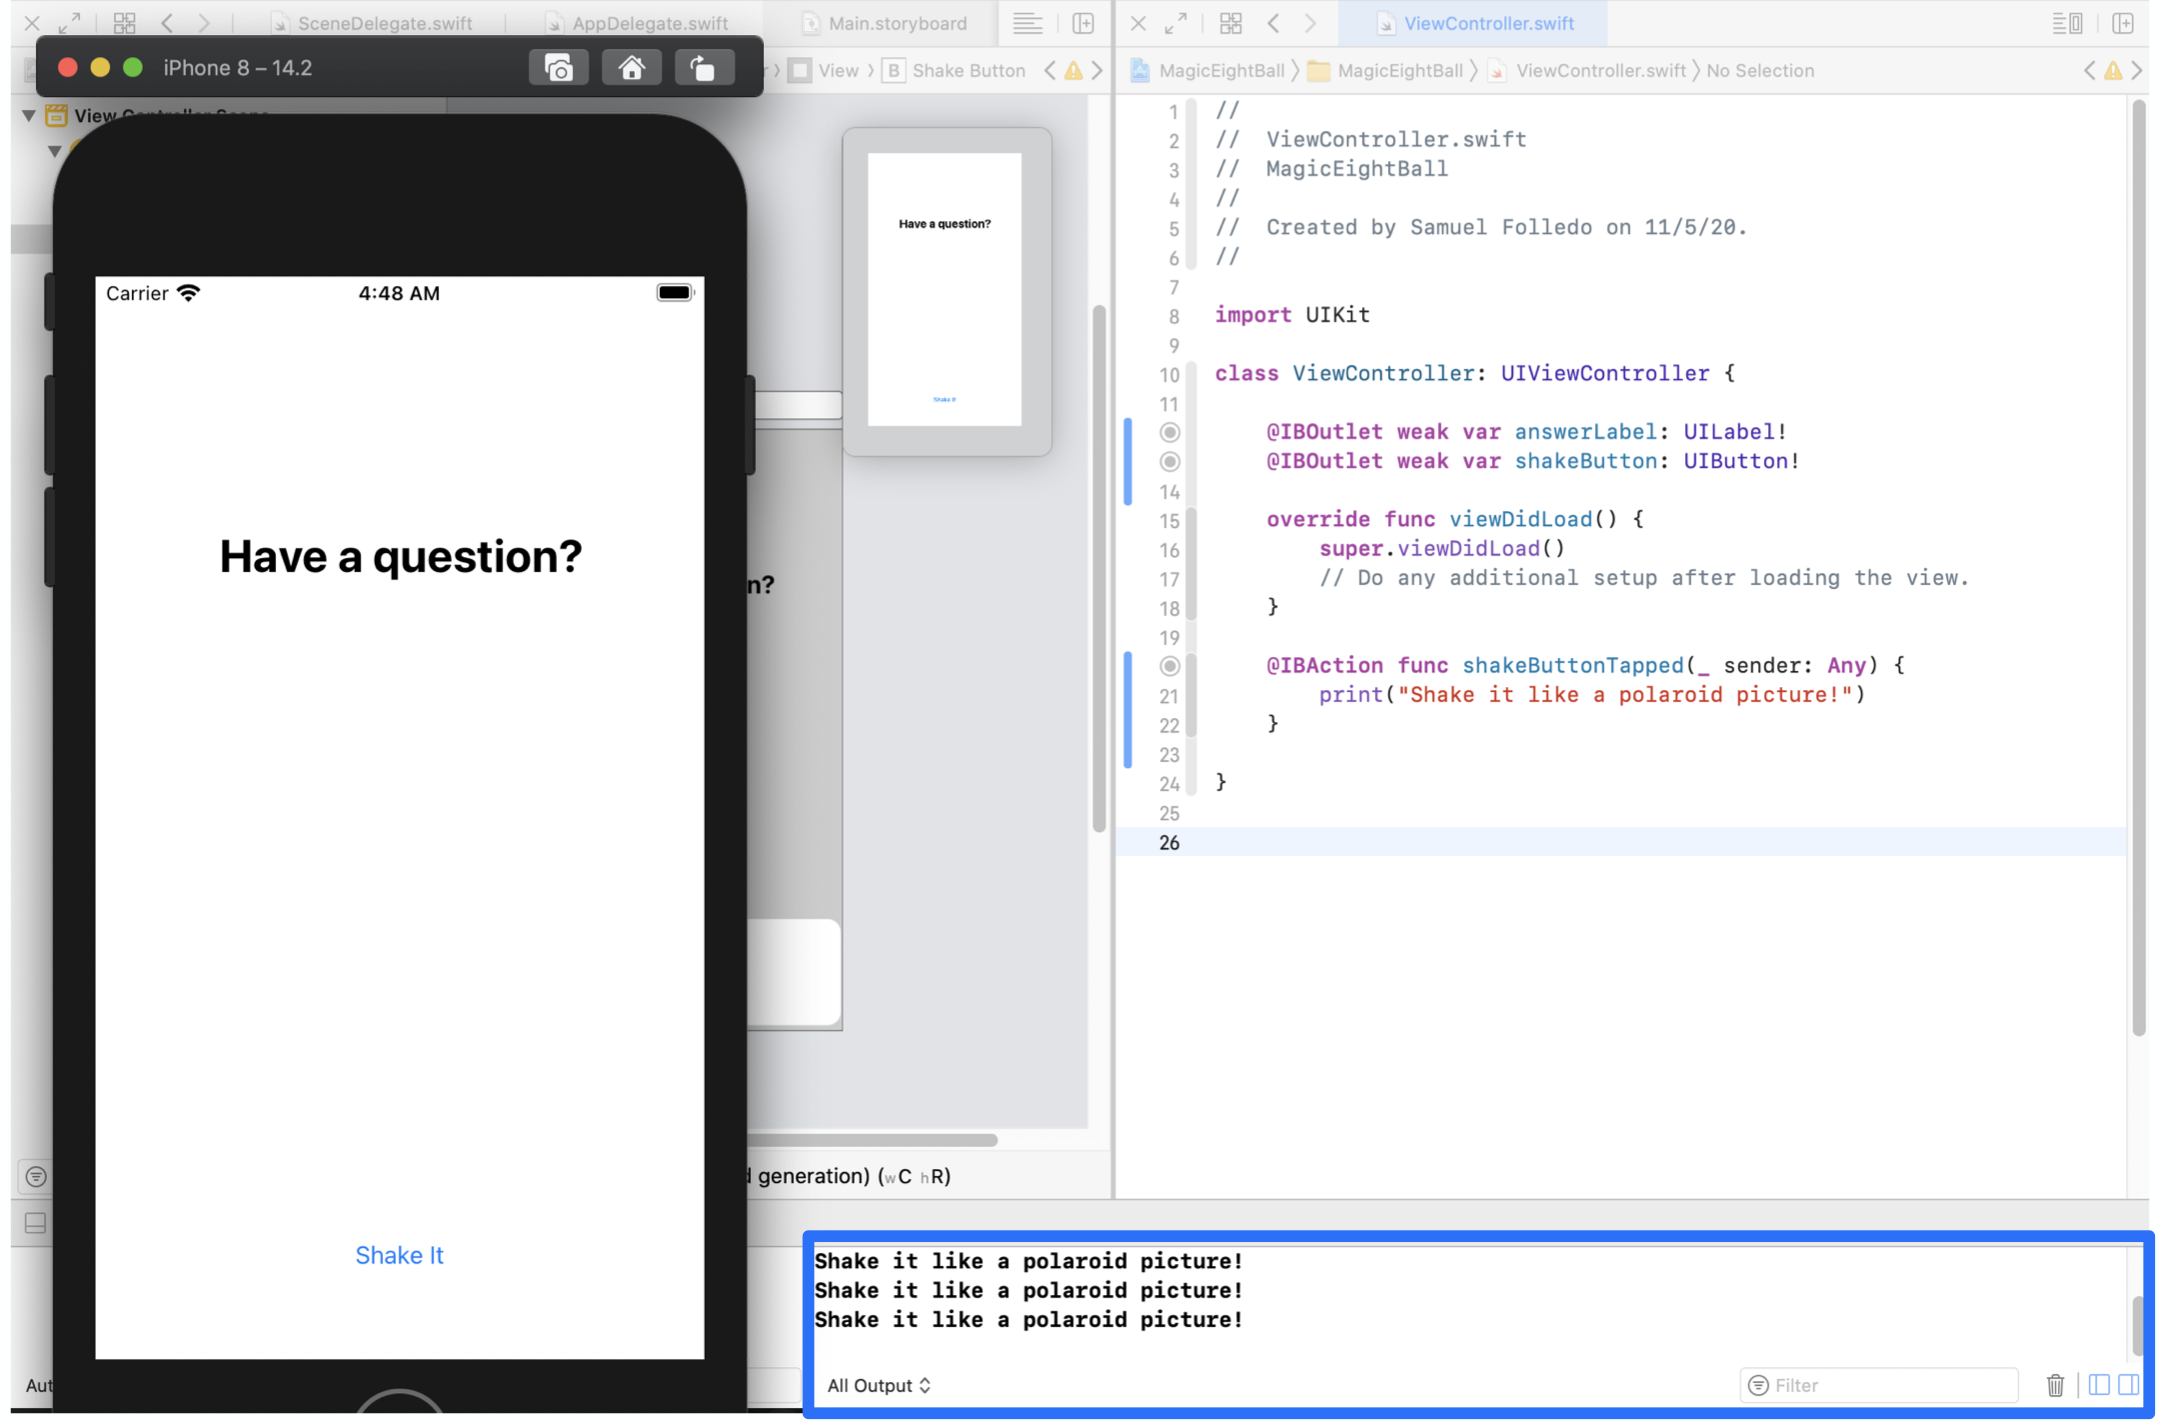 SceneDelegate.swift
AppDelegate.swift
Main.storyboard
ViewController.swift
iPhone 8 – 14.2
View
B
Shake Button
MagicEightBall
MagicEightBall
ViewController.swift
No Selection
View Controller Scene
Carrier
4:48 AM
Have a question?
Shake It
Have a question?
Shake It
n?
generation) (wC hR)
1 //
2 //  ViewController.swift
3 //  MagicEightBall
4 //
5 //  Created by Samuel Folledo on 11/5/20.
6 //
7
8 import UIKit
9
10 class ViewController: UIViewController {
11
@IBOutlet weak var answerLabel: UILabel!
@IBOutlet weak var shakeButton: UIButton!
14
15     override func viewDidLoad() {
16         super.viewDidLoad()
17         // Do any additional setup after loading the view.
18     }
19
@IBAction func shakeButtonTapped(_ sender: Any) {
21         print("Shake it like a polaroid picture!")
22     }
23
24 }
25
26
Shake it like a polaroid picture!
Shake it like a polaroid picture!
Shake it like a polaroid picture!
Aut
All Output
Filter